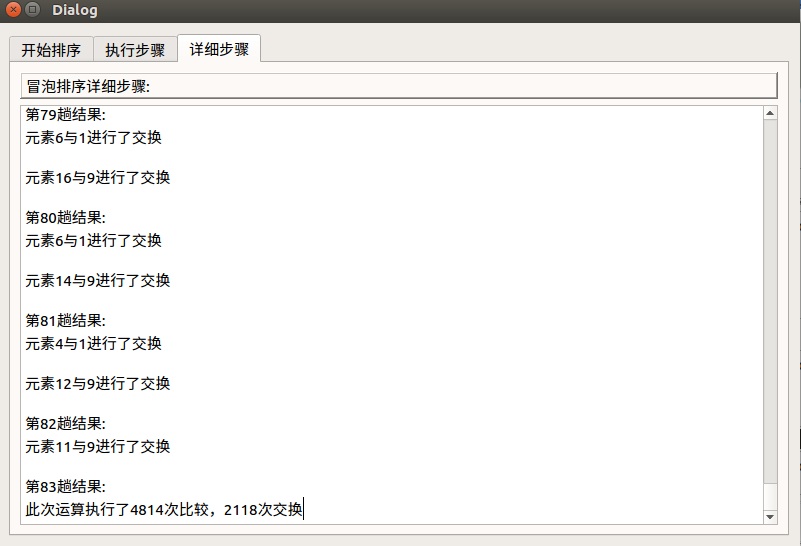 Dialog
开始排序 执行步骤 详细步骤
冒泡排序详细步骤:
第79趟结果:
元素6与1进行了交换
元素16与9进行了交换
第80趟结果:
元素6与1进行了交换
元素14与9进行了交换
第81趟结果:
元素4与1进行了交换
元素12与9进行了交换
第82趟结果:
元素11与9进行了交换
第83趟结果:
此次运算执行了4814次比较，2118次交换